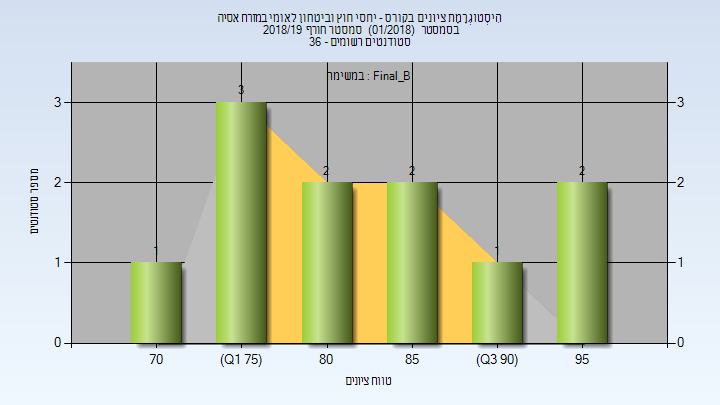 היסטוגרמת ציונים בקורס - יחסי חוץ וביטחון לאומי במזרח אסיה
בסמסטר (01/2018) סמסטר חורף 2018/19
סטודנטים רשומים - 36
במשימה : Final_B
3 3 3
2 2 2 2 2
1 1 1 1
0 0
מספר סטודנטים
70 (Q1 75) 80 85 (Q3 90) 95
טווח ציונים